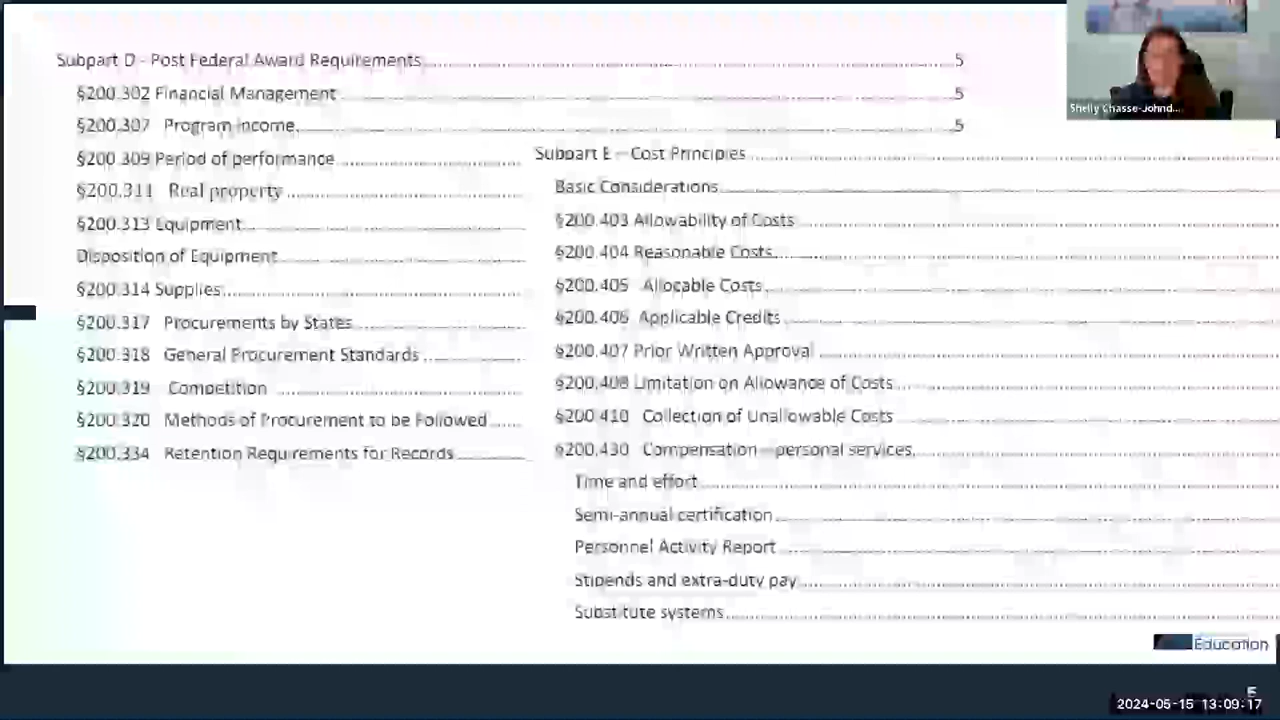 Subpart D - Post Federal Award Requirements 5
§200.302 Financial Management 5
§200.307 Program income 5
§200.309 Period of performance
§200.311 Real property
§200.313 Equipment
Disposition of Equipment
§200.314 Supplies
§200.317 Procurements by States
§200.318 General Procurement Standards
§200.319 Competition
§200.320 Methods of Procurement to be Followed
§200.334 Retention Requirements for Records
Subpart E – Cost Principles
Basic Considerations
§200.403 Allowability of Costs
§200.404 Reasonable Costs
§200.405 Allocable Costs
§200.406 Applicable Credits
§200.407 Prior Written Approval
§200.408 Limitation on Allowance of Costs
§200.410 Collection of Unallowable Costs
§200.430 Compensation—personal services
Time and effort
Semi-annual certification
Personnel Activity Report
Stipends and extra-duty pay
Substitute systems
Shelly Chasse-Johnd...
Education
5
2024-05-15 13:09:17